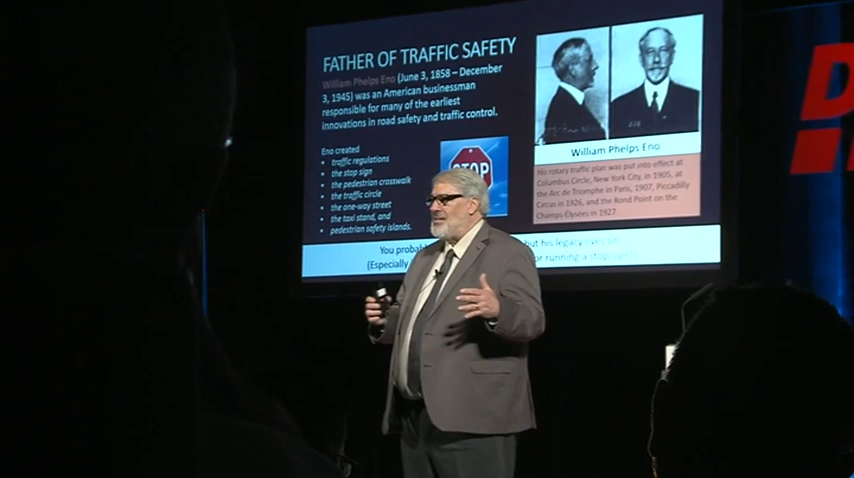 FATHER OF TRAFFIC SAFETY
William Phelps Eno (June 3, 1858 – December
3, 1945) was an American businessman
responsible for many of the earliest
innovations in road safety and traffic control.
Eno created
• traffic regulations
• the stop sign
• the pedestrian crosswalk
• the traffic circle
• the one-way street
• the taxi stand, and
• pedestrian safety islands.
STOP
William Phelps Eno
His rotary traffic plan was put into effect at
Columbus Circle, New York City, in 1905, at
the Arc de Triomphe in Paris, 1907, Piccadilly
Circus in 1926, and the Rond Point on the
Champs Élysées in 1927.
You but his legacy lives on.
(Especially for running a stop sign!)
D